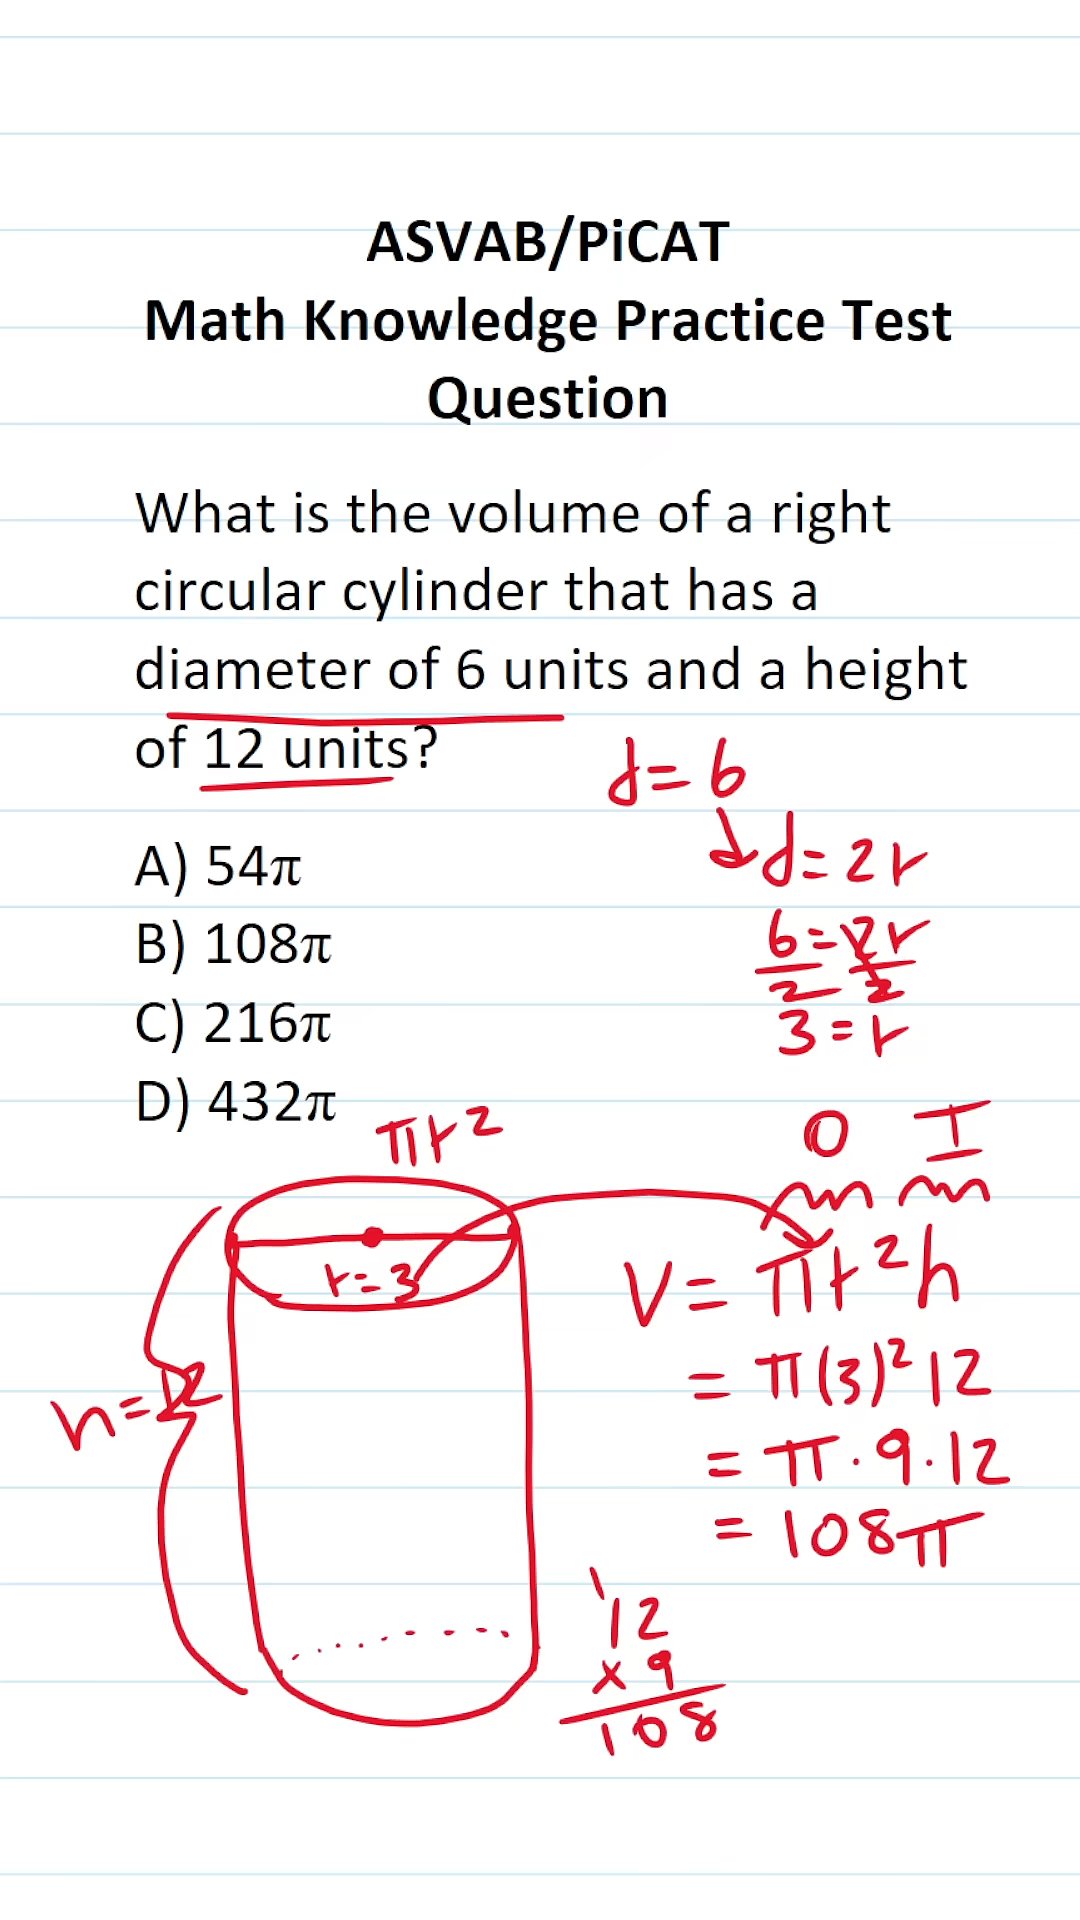 ASVAB/PiCAT
Math Knowledge Practice Test
Question
What is the volume of a right
circular cylinder that has a
diameter of 6 units and a height
of 12 units?
d=6
d=2r
A) 54π
B) 108π
6=2r
2 2
C) 216π
3=r
D) 432π
πr²
O I
r=3
V=πr²h
h=12
=π(3)²12
=π·9·12
=108π
1
12
x9
108